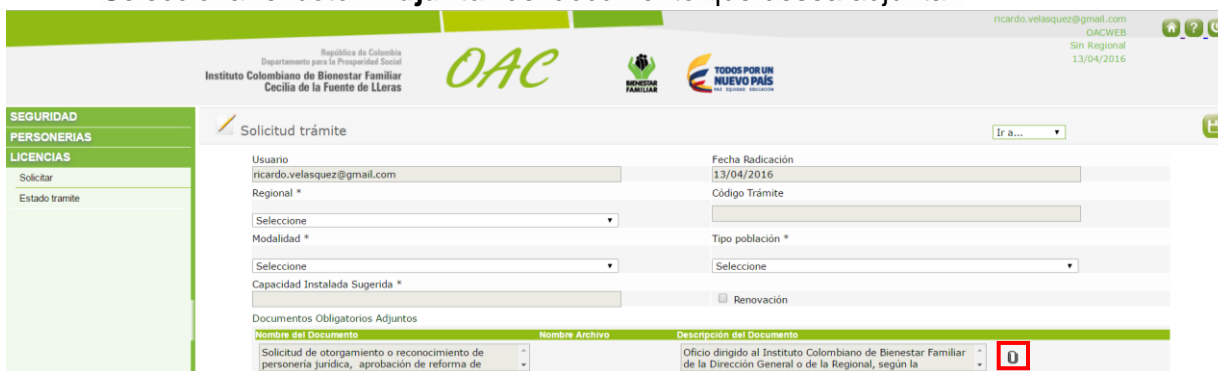 ricardo.velasquez@gmail.com
OACWEB
Sin Regional
13/04/2016
República de Colombia
Departamento para la Prosperidad Social
Instituto Colombiano de Bienestar Familiar
Cecilia de la Fuente de LLeras
OAC
BIENESTAR
FAMILIAR
TODOS POR UN
NUEVO PAÍS
PAZ EQUIDAD EDUCACIÓN
SEGURIDAD
PERSONERIAS
LICENCIAS
Solicitar
Estado tramite
Solicitud trámite
Ir a...
Usuario
Fecha Radicación
ricardo.velasquez@gmail.com
13/04/2016
Regional *
Código Trámite
Seleccione
Modalidad *
Tipo población *
Seleccione
Seleccione
Capacidad Instalada Sugerida *
Renovación
Documentos Obligatorios Adjuntos
Nombre del Documento Nombre Archivo Descripción del Documento
Solicitud de otorgamiento o reconocimiento de
personería jurídica, aprobación de reforma de
Oficio dirigido al Instituto Colombiano de Bienestar Familiar
de la Dirección General o de la Regional, según la